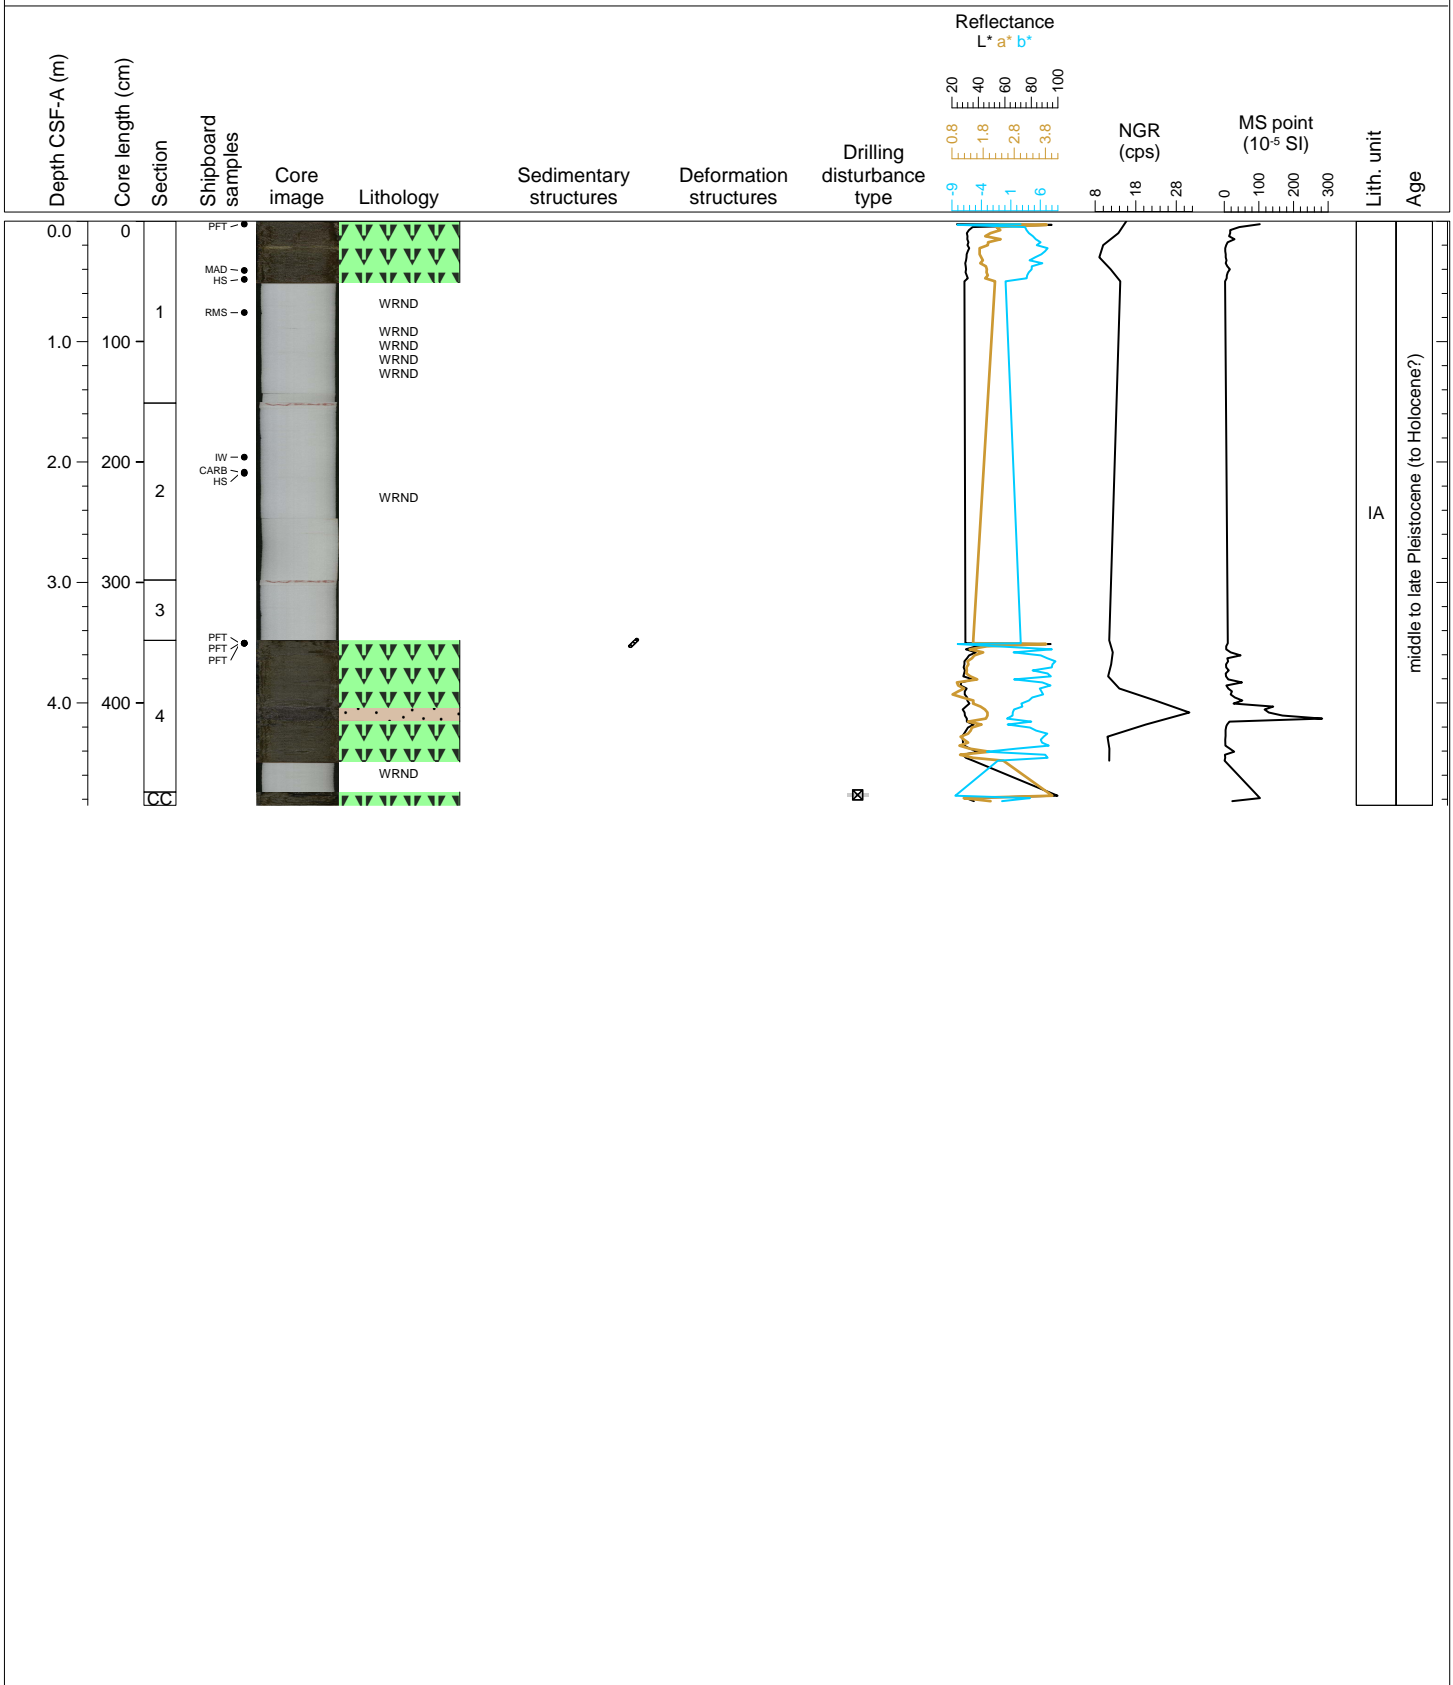 Depth CSF-A (m)
Core length (cm)
Section
Shipboard
samples
Core
image
Lithology
Sedimentary
structures
Deformation
structures
Drilling
disturbance
type
Reflectance
L* a* b*
20 40 60 80 100
0.8 1.8 2.8 3.8
-9 -4 1 6
NGR
(cps)
8 18 28
MS point
(10-5 SI)
0 100 200 300
Lith. unit
Age
0.0 0
1.0 100
2.0 200
3.0 300
4.0 400
1
2
3
4
CC
PFT
MAD
HS
RMS
IW
CARB
HS
PFT
PFT
PFT
WRND
WRND
WRND
WRND
WRND
WRND
WRND
IA
middle to late Pleistocene (to Holocene?)